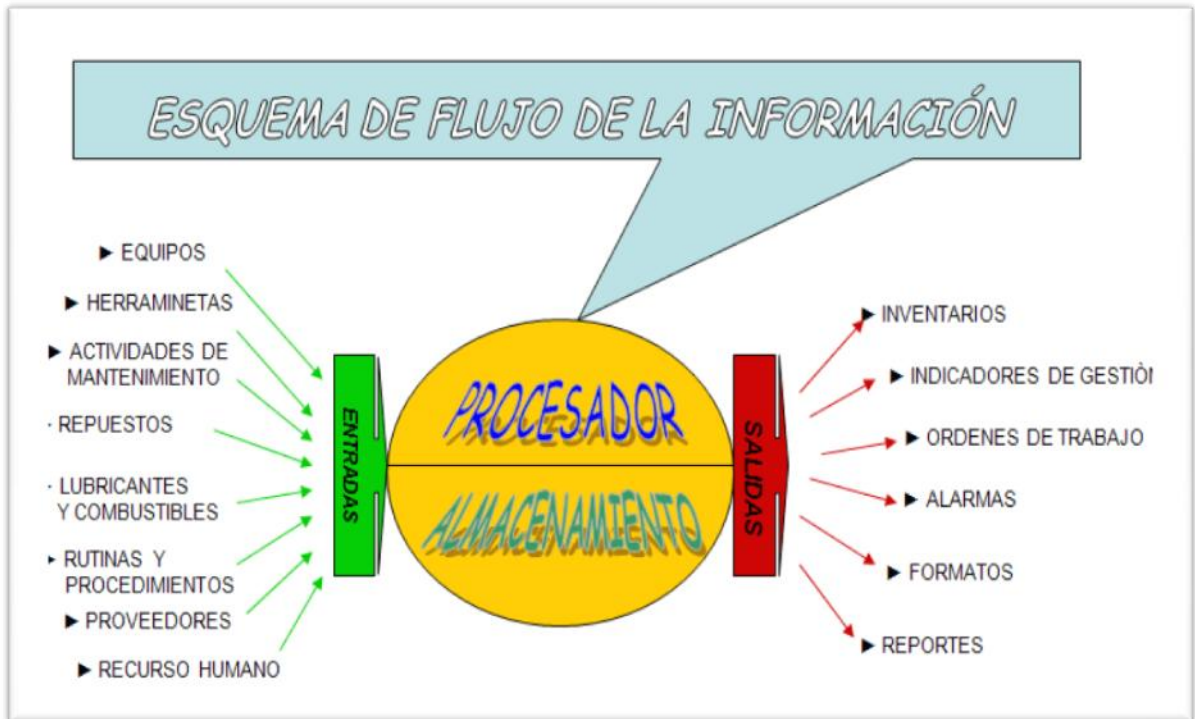 ESQUEMA DE FLUJO DE LA INFORMACIÓN
► EQUIPOS
► HERRAMINETAS
► ACTIVIDADES DE
MANTENIMIENTO
· REPUESTOS
· LUBRICANTES
Y COMBUSTIBLES
► RUTINAS Y
PROCEDIMIENTOS
► PROVEEDORES
► RECURSO HUMANO
ENTRADAS
PROCESADOR
ALMACENAMIENTO
SALIDAS
► INVENTARIOS
► INDICADORES DE GESTIÒN
► ORDENES DE TRABAJO
► ALARMAS
► FORMATOS
► REPORTES